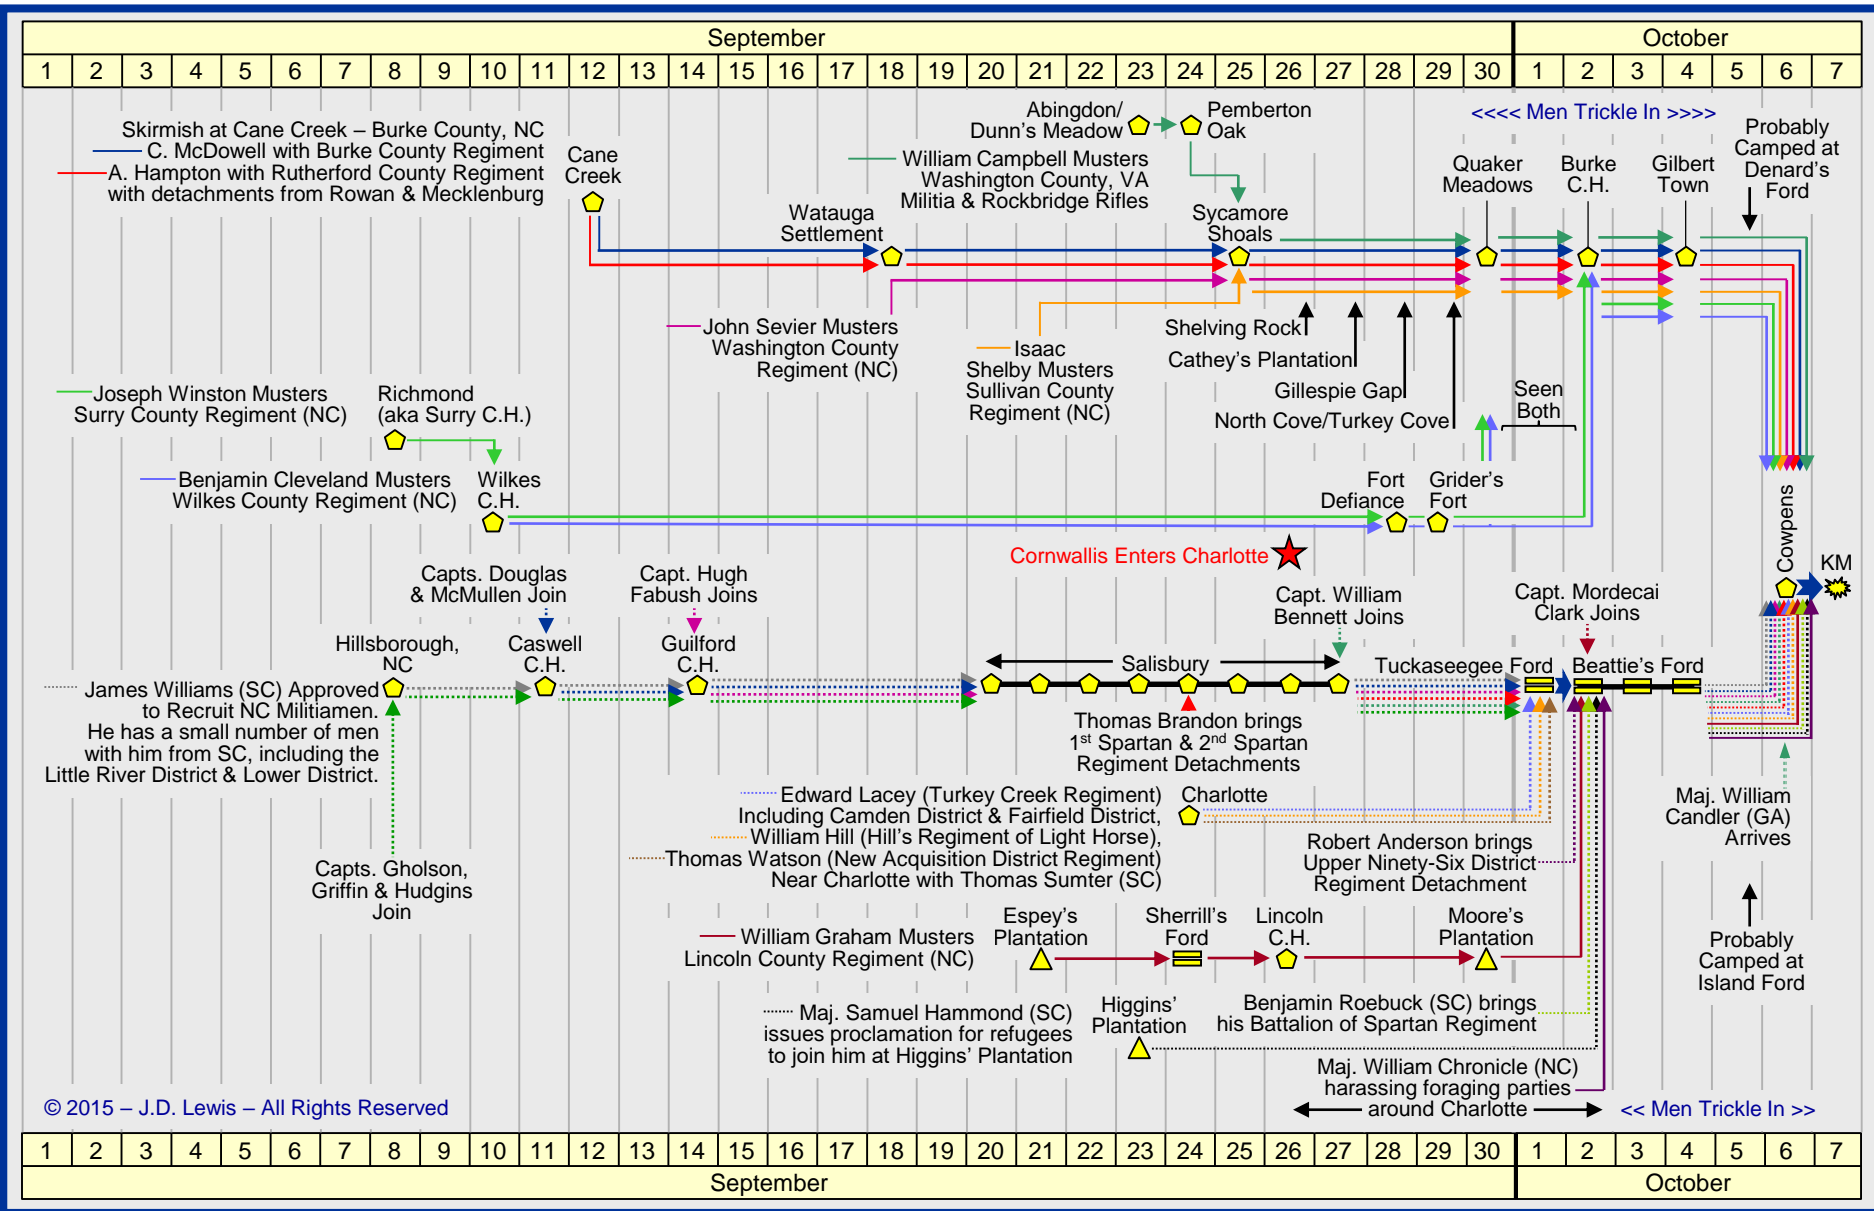 September
October
1 2 3 4 5 6 7 8 9 10 11 12 13 14 15 16 17 18 19 20 21 22 23 24 25 26 27 28 29 30 1 2 3 4 5 6 7
Skirmish at Cane Creek – Burke County, NC
C. McDowell with Burke County Regiment
A. Hampton with Rutherford County Regiment
with detachments from Rowan & Mecklenburg
Cane
Creek
Watauga
Settlement
Abingdon/
Dunn's Meadow
Pemberton
Oak
William Campbell Musters
Washington County, VA
Militia & Rockbridge Rifles
Sycamore
Shoals
<<<< Men Trickle In >>>>
Quaker
Meadows
Burke
C.H.
Gilbert
Town
Probably
Camped at
Denard's
Ford
John Sevier Musters
Washington County
Regiment (NC)
Isaac
Shelby Musters
Sullivan County
Regiment (NC)
Shelving Rock
Cathey's Plantation
Gillespie Gap
North Cove/Turkey Cove
Seen
Both
Joseph Winston Musters
Surry County Regiment (NC)
Richmond
(aka Surry C.H.)
Benjamin Cleveland Musters
Wilkes County Regiment (NC)
Wilkes
C.H.
Fort
Defiance
Grider's
Fort
Cowpens
KM
Cornwallis Enters Charlotte
Capts. Douglas
& McMullen Join
Capt. Hugh
Fabush Joins
Capt. William
Bennett Joins
Capt. Mordecai
Clark Joins
Hillsborough,
NC
Caswell
C.H.
Guilford
C.H.
Salisbury
Tuckaseegee Ford
Beattie's Ford
James Williams (SC) Approved
to Recruit NC Militiamen.
He has a small number of men
with him from SC, including the
Little River District & Lower District.
Thomas Brandon brings
1st Spartan & 2nd Spartan
Regiment Detachments
Edward Lacey (Turkey Creek Regiment)
Including Camden District & Fairfield District,
William Hill (Hill's Regiment of Light Horse),
Thomas Watson (New Acquisition District Regiment)
Near Charlotte with Thomas Sumter (SC)
Charlotte
Robert Anderson brings
Upper Ninety-Six District
Regiment Detachment
Maj. William
Candler (GA)
Arrives
Capts. Gholson,
Griffin & Hudgins
Join
William Graham Musters
Lincoln County Regiment (NC)
Espey's
Plantation
Sherrill's
Ford
Lincoln
C.H.
Moore's
Plantation
Probably
Camped at
Island Ford
Maj. Samuel Hammond (SC)
issues proclamation for refugees
to join him at Higgins' Plantation
Higgins'
Plantation
Benjamin Roebuck (SC) brings
his Battalion of Spartan Regiment
Maj. William Chronicle (NC)
harassing foraging parties
around Charlotte
<< Men Trickle In >>
© 2015 – J.D. Lewis – All Rights Reserved
1 2 3 4 5 6 7 8 9 10 11 12 13 14 15 16 17 18 19 20 21 22 23 24 25 26 27 28 29 30 1 2 3 4 5 6 7
September
October